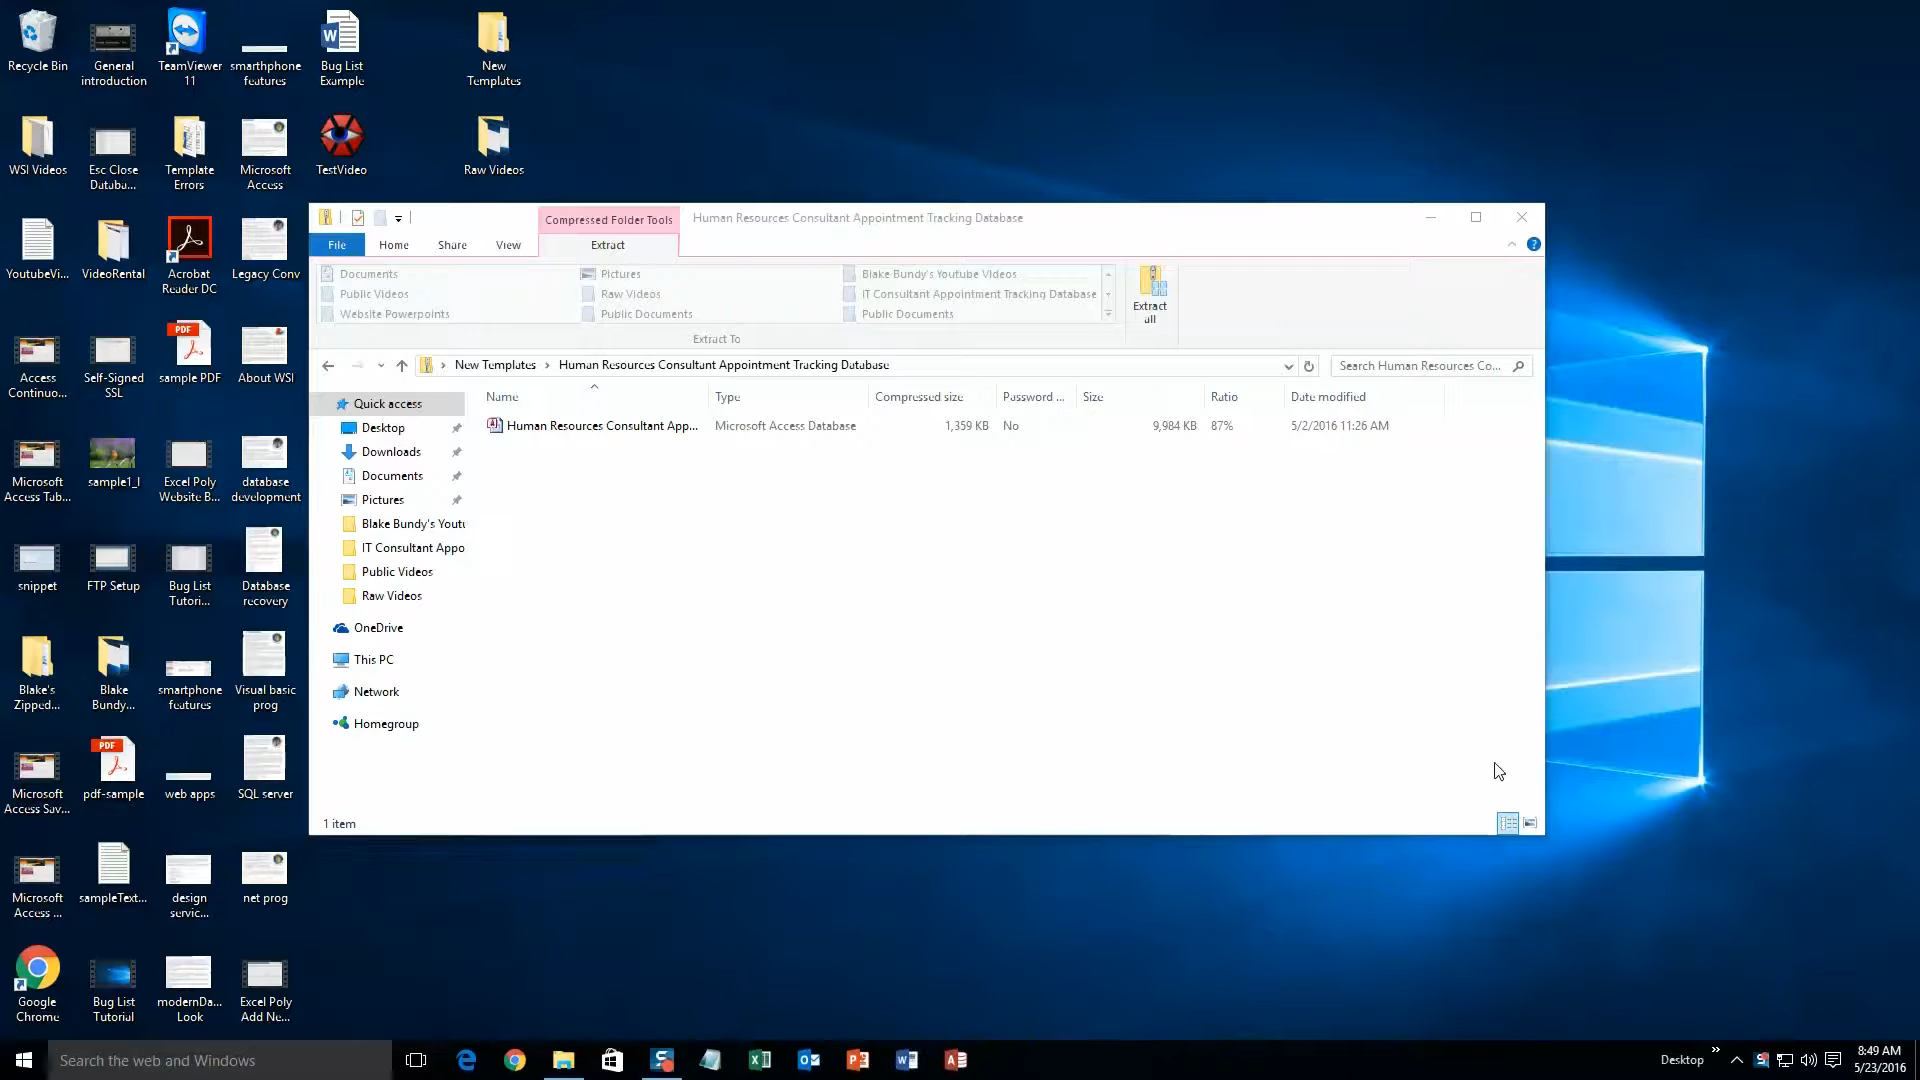 Recycle Bin
General
introduction
TeamViewer
11
smarthphone
features
Bug List
Example
New
Templates
WSI Videos
Esc Close
Databa...
Template
Errors
Microsoft
Access
TestVideo
Raw Videos
YoutubeVi...
VideoRental
Acrobat
Reader DC
Legacy Conv
Access
Continuo...
Self-Signed
SSL
PDF
sample PDF
About WSI
Microsoft
Access Tab...
sample1_l
Excel Poly
Website B...
database
development
snippet
FTP Setup
Bug List
Tutori...
Database
recovery
Blake's
Zipped...
Blake
Bundy...
smartphone
features
Visual basic
prog
Microsoft
Access Sav...
PDF
pdf-sample
web apps
SQL server
Microsoft
Access ...
sampleText...
design
servic...
net prog
Google
Chrome
Bug List
Tutorial
modernDa...
Look
Excel Poly
Add Ne...
Compressed Folder Tools
Human Resources Consultant Appointment Tracking Database
File
Home
Share
View
Extract
Documents
Pictures
Blake Bundy's Youtube Videos
Public Videos
Raw Videos
IT Consultant Appointment Tracking Database
Website Powerpoints
Public Documents
Public Documents
Extract To
Extract
all
New Templates
Human Resources Consultant Appointment Tracking Database
Search Human Resources Co...
Name
Type
Compressed size
Password ...
Size
Ratio
Date modified
Human Resources Consultant App...
Microsoft Access Database
1,359 KB
No
9,984 KB
87%
5/2/2016 11:26 AM
Quick access
Desktop
Downloads
Documents
Pictures
Blake Bundy's Youtu
IT Consultant Appo
Public Videos
Raw Videos
OneDrive
This PC
Network
Homegroup
1 item
Search the web and Windows
Desktop
8:49 AM
5/23/2016